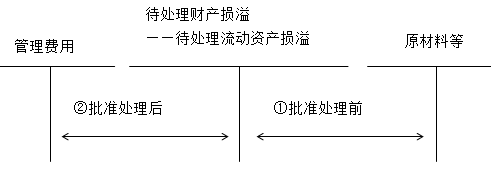 待处理财产损溢
管理费用
——待处理流动资产损溢
原材料等
②批准处理后
①批准处理前